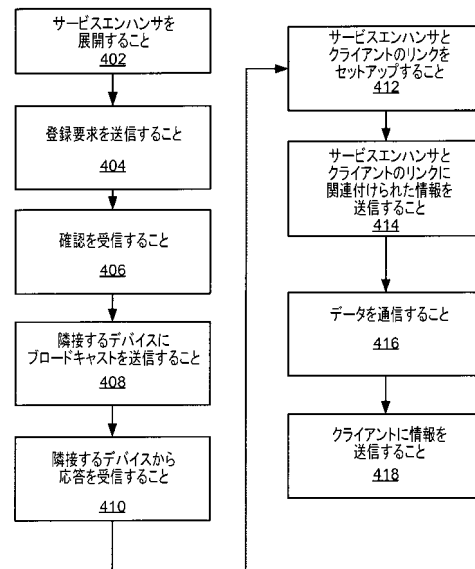 サービスエンハンサを
展開すること
402
登録要求を送信すること
404
確認を受信すること
406
隣接するデバイスに
ブロードキャストを送信すること
408
隣接するデバイスから
応答を受信すること
410
サービスエンハンサと
クライアントのリンクを
セットアップすること
412
サービスエンハンサと
クライアントのリンクに
関連付けられた情報を
送信すること
414
データを通信すること
416
クライアントに情報を
送信すること
418